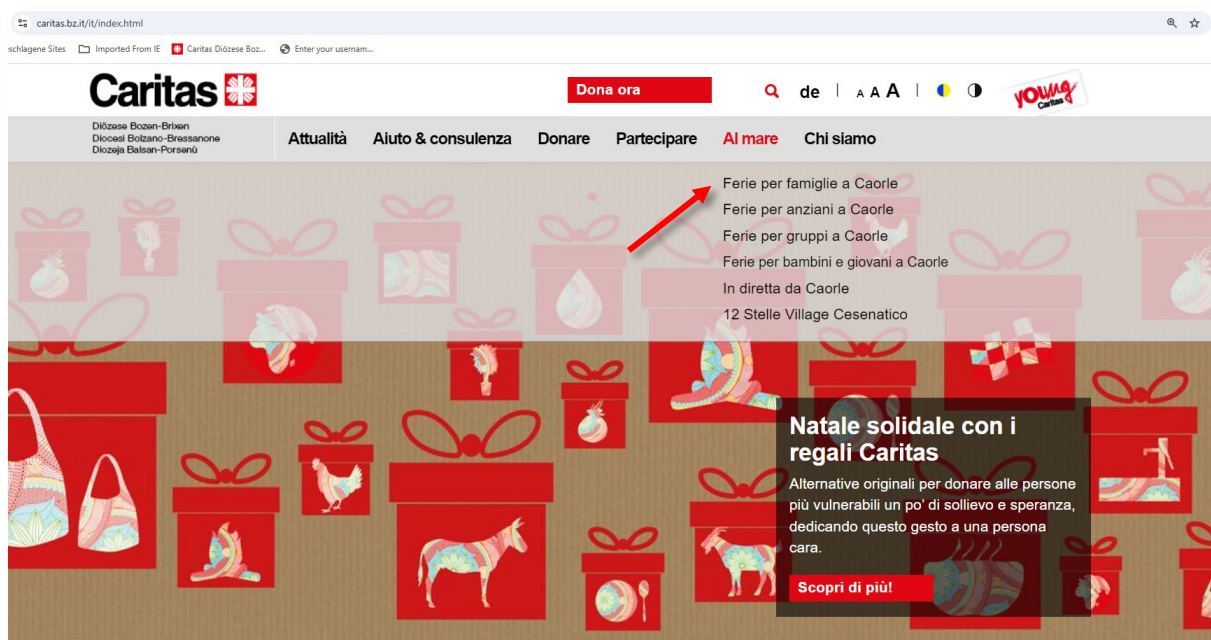 caritas.bz.it/it/index.html
eschlagene Sites Imported From IE Caritas Diözese Boz... Enter your usernam...
Caritas
Dona ora
de | A A A |
young
Caritas
Diözese Bozen-Brixen
Diocesi Bolzano-Bressanone
Diozeja Balsan-Porsenù
Attualità Aiuto & consulenza Donare Partecipare Al mare Chi siamo
Ferie per famiglie a Caorle
Ferie per anziani a Caorle
Ferie per gruppi a Caorle
Ferie per bambini e giovani a Caorle
In diretta da Caorle
12 Stelle Village Cesenatico
Natale solidale con i
regali Caritas
Alternative originali per donare alle persone
più vulnerabili un po' di sollievo e speranza,
dedicando questo gesto a una persona
cara.
Scopri di più!